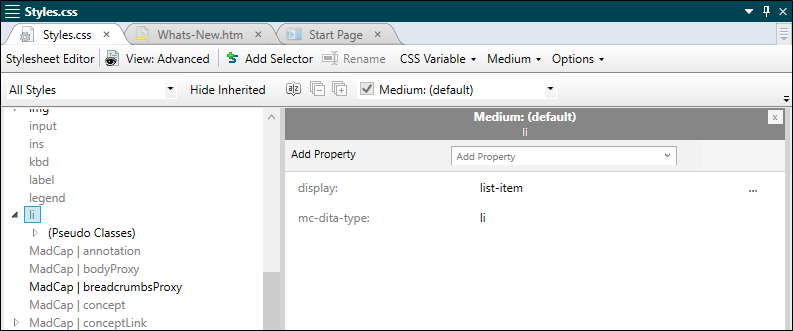 Styles.css
Styles.css
Whats-New.htm
Start Page
Stylesheet Editor
View: Advanced
Add Selector
Rename
CSS Variable
Medium
Options
All Styles
Hide Inherited
Medium: (default)
img
input
ins
kbd
label
legend
li
(Pseudo Classes)
MadCap | annotation
MadCap | bodyProxy
MadCap | breadcrumbsProxy
MadCap | concept
MadCap | conceptLink
Medium: (default)
li
Add Property
Add Property
display: list-item ...
mc-dita-type: li